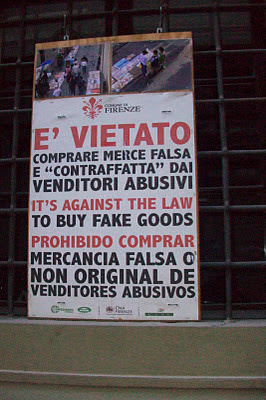 COMUNE DI
FIRENZE
E' VIETATO
COMPRARE MERCE FALSA
E "CONTRAFFATTA" DAI
VENDITORI ABUSIVI
IT'S AGAINST THE LAW
TO BUY FAKE GOODS
PROHIBIDO COMPRAR
MERCANCIA FALSA O
NON ORIGINAL DE
VENDITORES ABUSIVOS